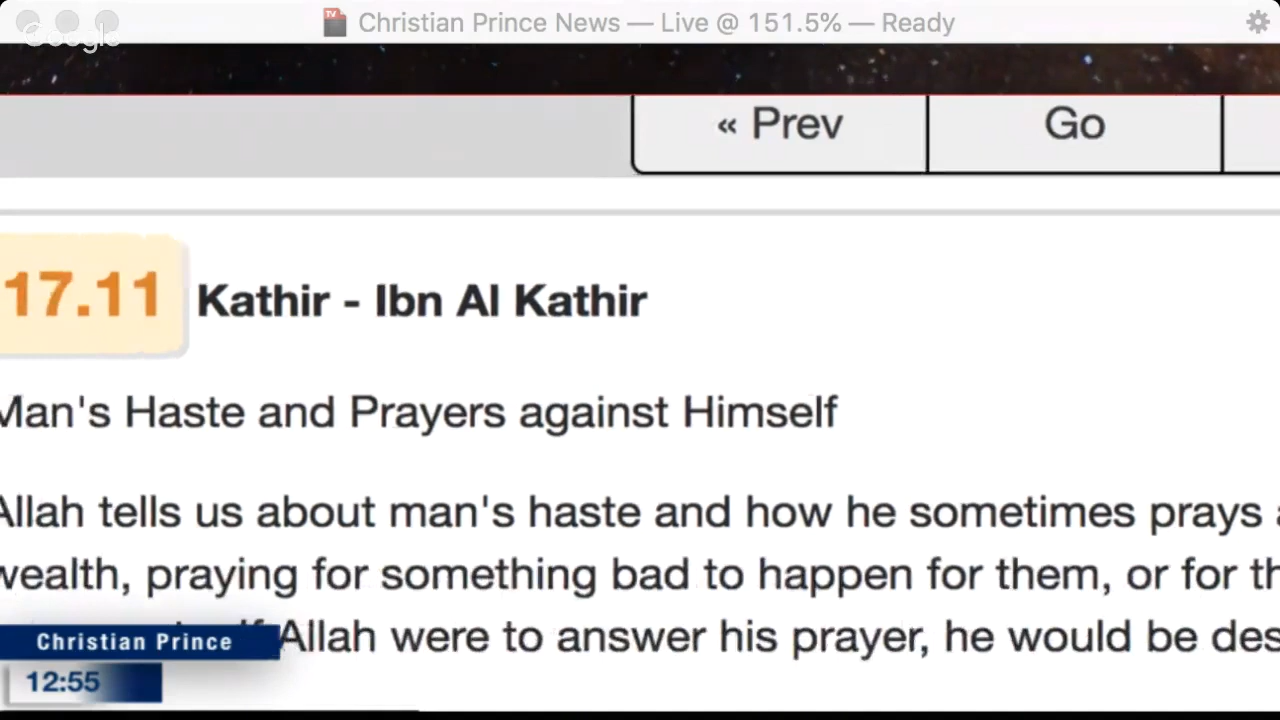 Christian Prince News — Live @ 151.5% — Ready
Google
« Prev
Go
17.11
Kathir - Ibn Al Kathir
Man's Haste and Prayers against Himself
Allah tells us about man's haste and how he sometimes prays
wealth, praying for something bad to happen for them, or for
Allah were to answer his prayer, he would be
Christian Prince
12:55